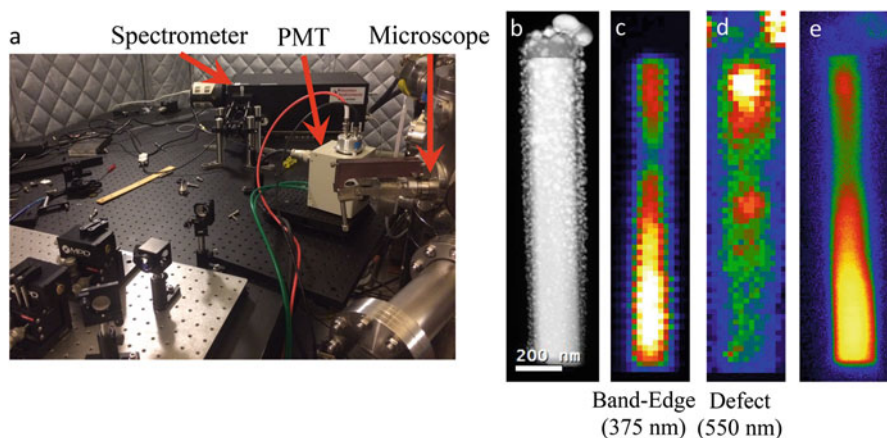 a
Spectrometer
PMT
Microscope
b
c
d
e
200 nm
Band-Edge
(375 nm)
Defect
(550 nm)